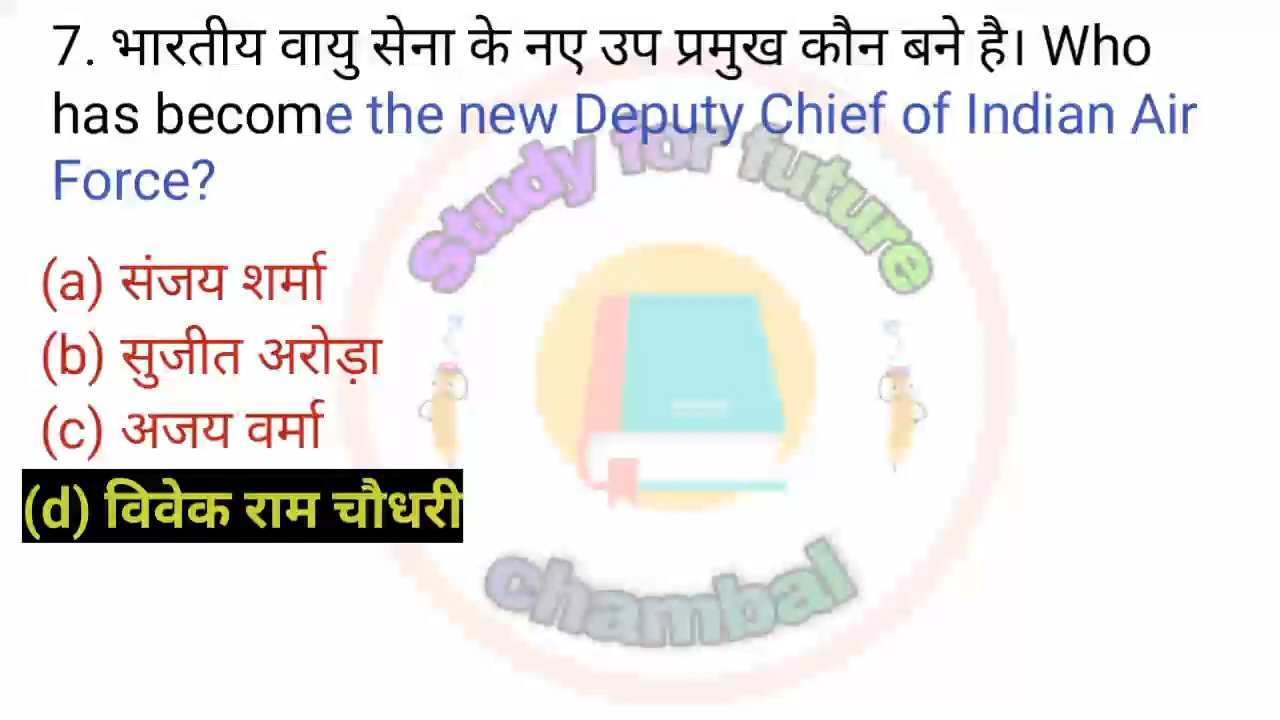 7. भारतीय वायु सेना के नए उप प्रमुख कौन बने है। Who
has become the new Deputy Chief of Indian Air
Force?
Study for future
(a) संजय शर्मा
(b) सुजीत अरोड़ा
(c) अजय वर्मा
(d) विवेक राम चौधरी
chambal